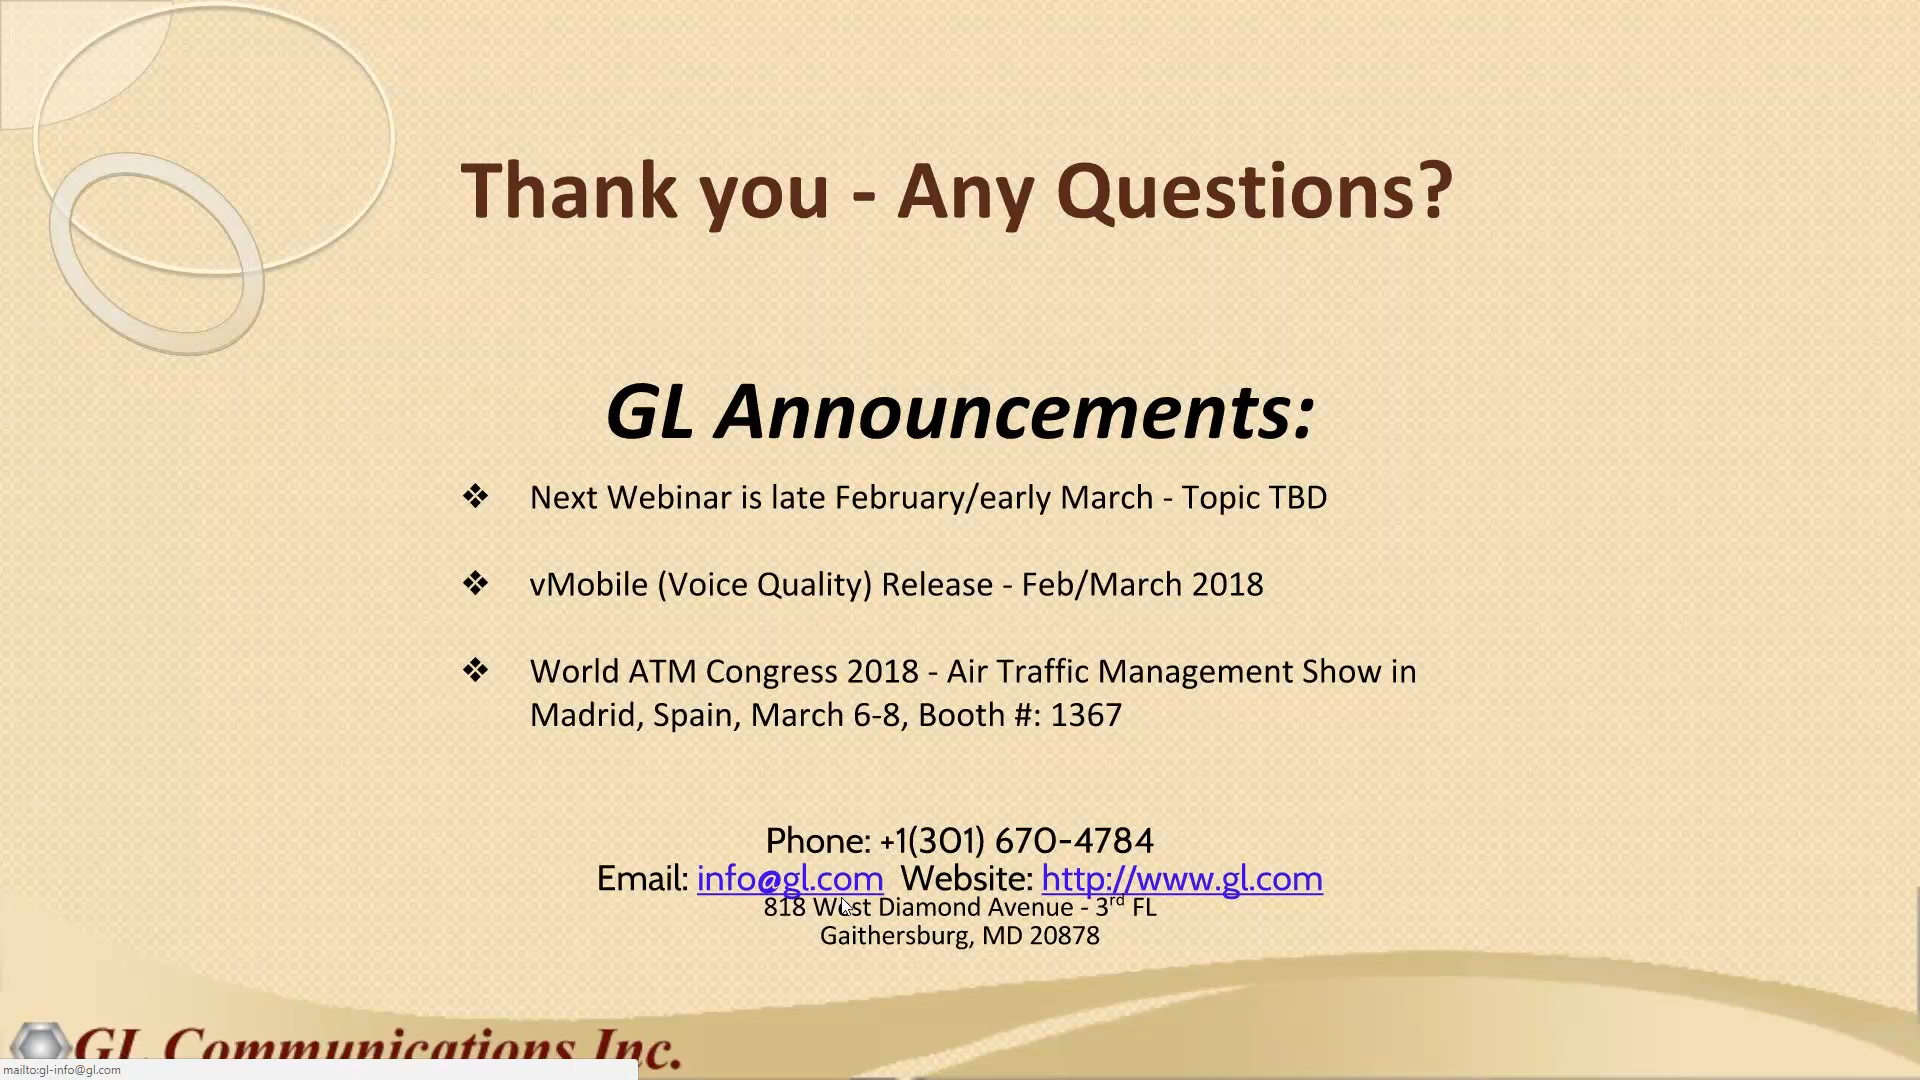 Thank you - Any Questions?
GL Announcements:
❖ Next Webinar is late February/early March - Topic TBD
❖ vMobile (Voice Quality) Release - Feb/March 2018
❖ World ATM Congress 2018 - Air Traffic Management Show in
Madrid, Spain, March 6-8, Booth #: 1367
Phone: +1(301) 670-4784
Email: info@gl.com Website: http://www.gl.com
818 West Diamond Avenue - 3rd FL
Gaithersburg, MD 20878
GL Communications Inc.
mailto:gl-info@gl.com